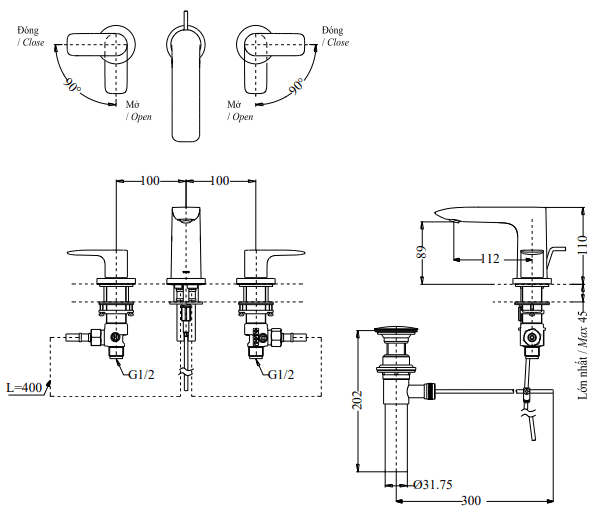 Đóng
/ Close
Đóng
/ Close
90°
90°
Mở
/ Open
Mở
/ Open
100
100
110
89
112
Lớn nhất / Max 45
G1/2
G1/2
L=400
202
Ø31.75
300